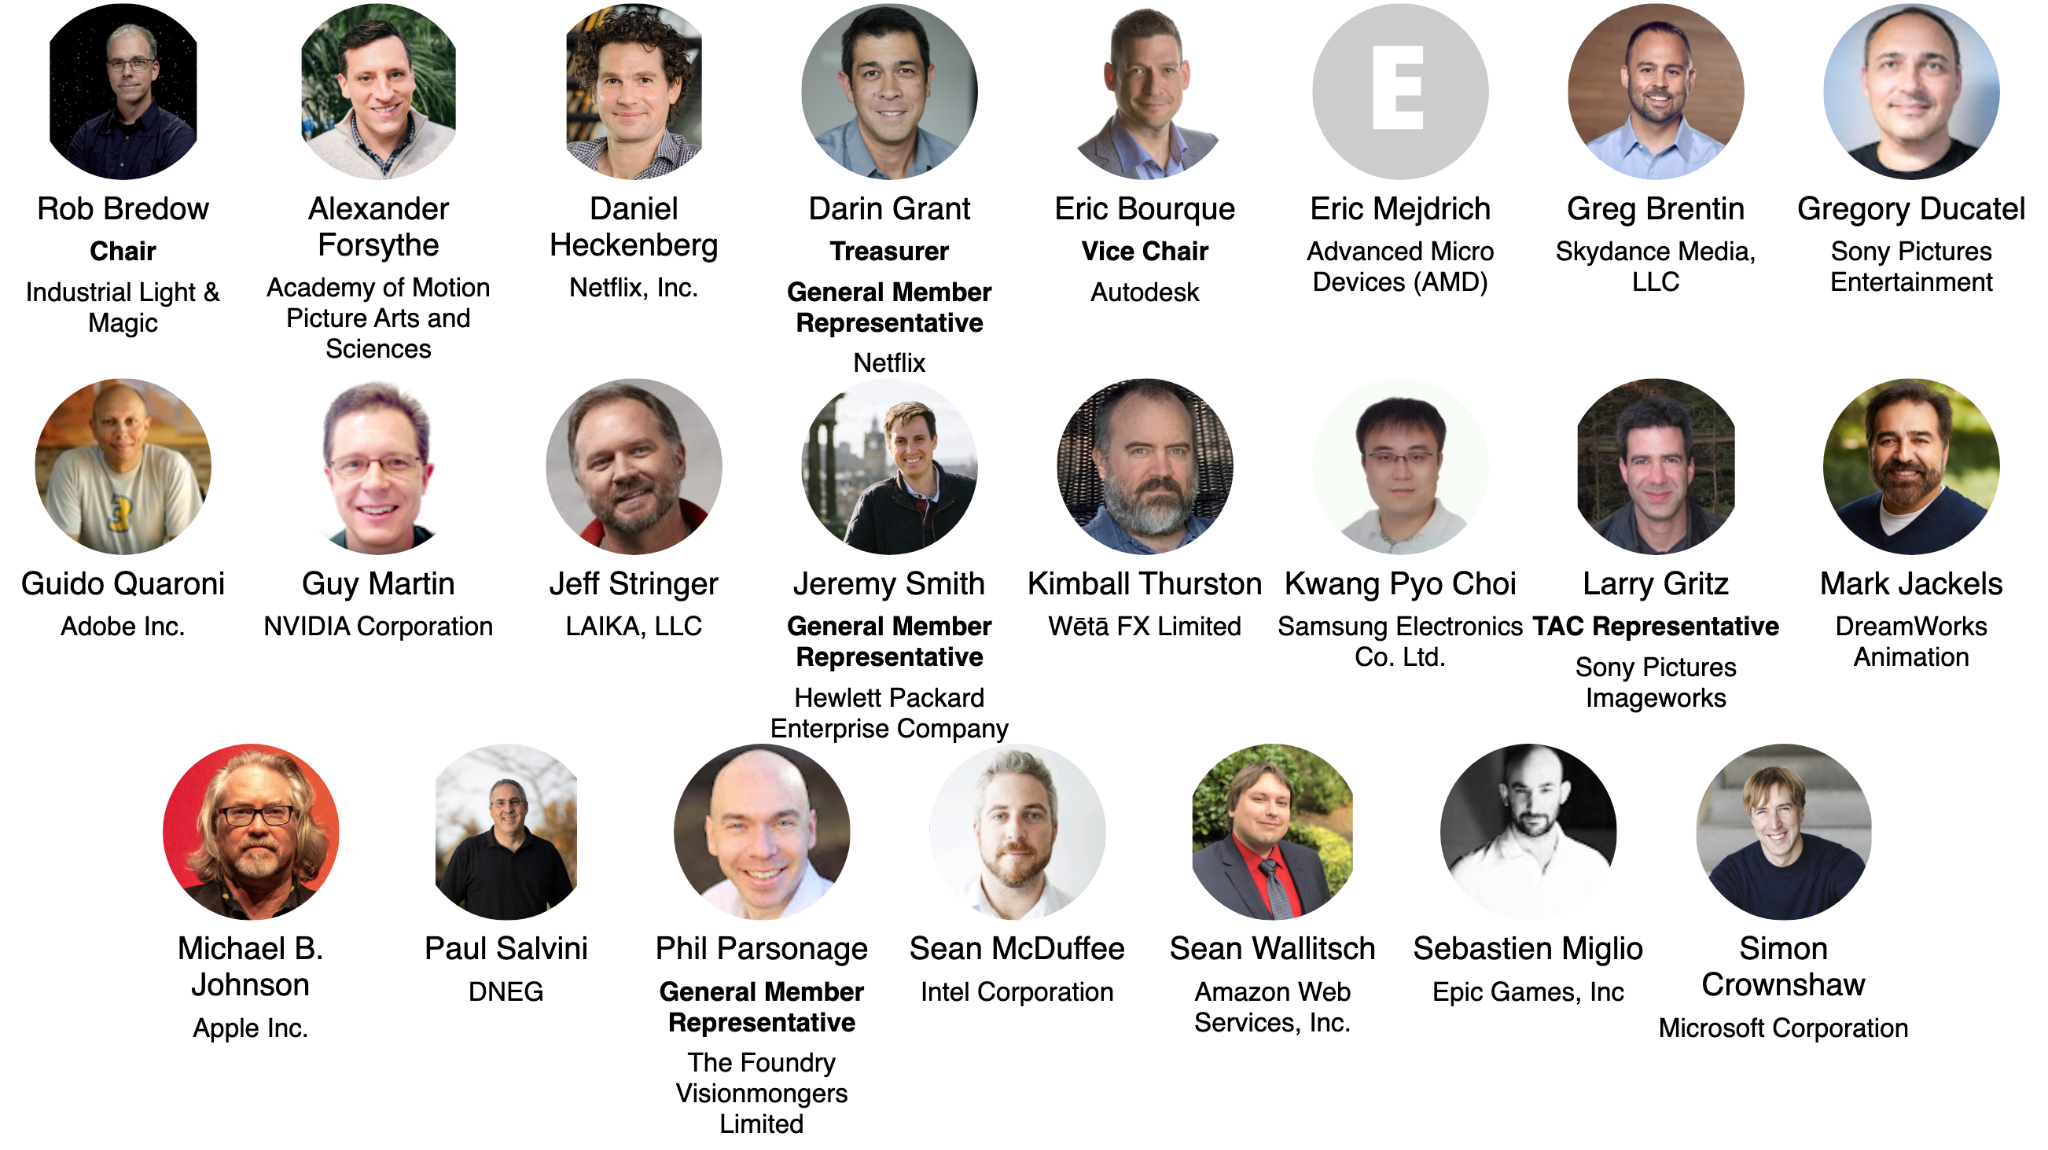 E
Rob Bredow
Chair
Industrial Light &
Magic
Alexander
Forsythe
Academy of Motion
Picture Arts and
Sciences
Daniel
Heckenberg
Netflix, Inc.
Darin Grant
Treasurer
General Member
Representative
Netflix
Eric Bourque
Vice Chair
Autodesk
Eric Mejdrich
Advanced Micro
Devices (AMD)
Greg Brentin
Skydance Media,
LLC
Gregory Ducatel
Sony Pictures
Entertainment
3
Guido Quaroni
Adobe Inc.
Guy Martin
NVIDIA Corporation
Jeff Stringer
LAIKA, LLC
Jeremy Smith
General Member
Representative
Hewlett Packard
Enterprise Company
Kimball Thurston
Wētā FX Limited
Kwang Pyo Choi
Samsung Electronics
Co. Ltd.
Larry Gritz
TAC Representative
Sony Pictures
Imageworks
Mark Jackels
DreamWorks
Animation
Michael B.
Johnson
Apple Inc.
Paul Salvini
DNEG
Phil Parsonage
General Member
Representative
The Foundry
Visionmongers
Limited
Sean McDuffee
Intel Corporation
Sean Wallitsch
Amazon Web
Services, Inc.
Sebastien Miglio
Epic Games, Inc
Simon
Crownshaw
Microsoft Corporation